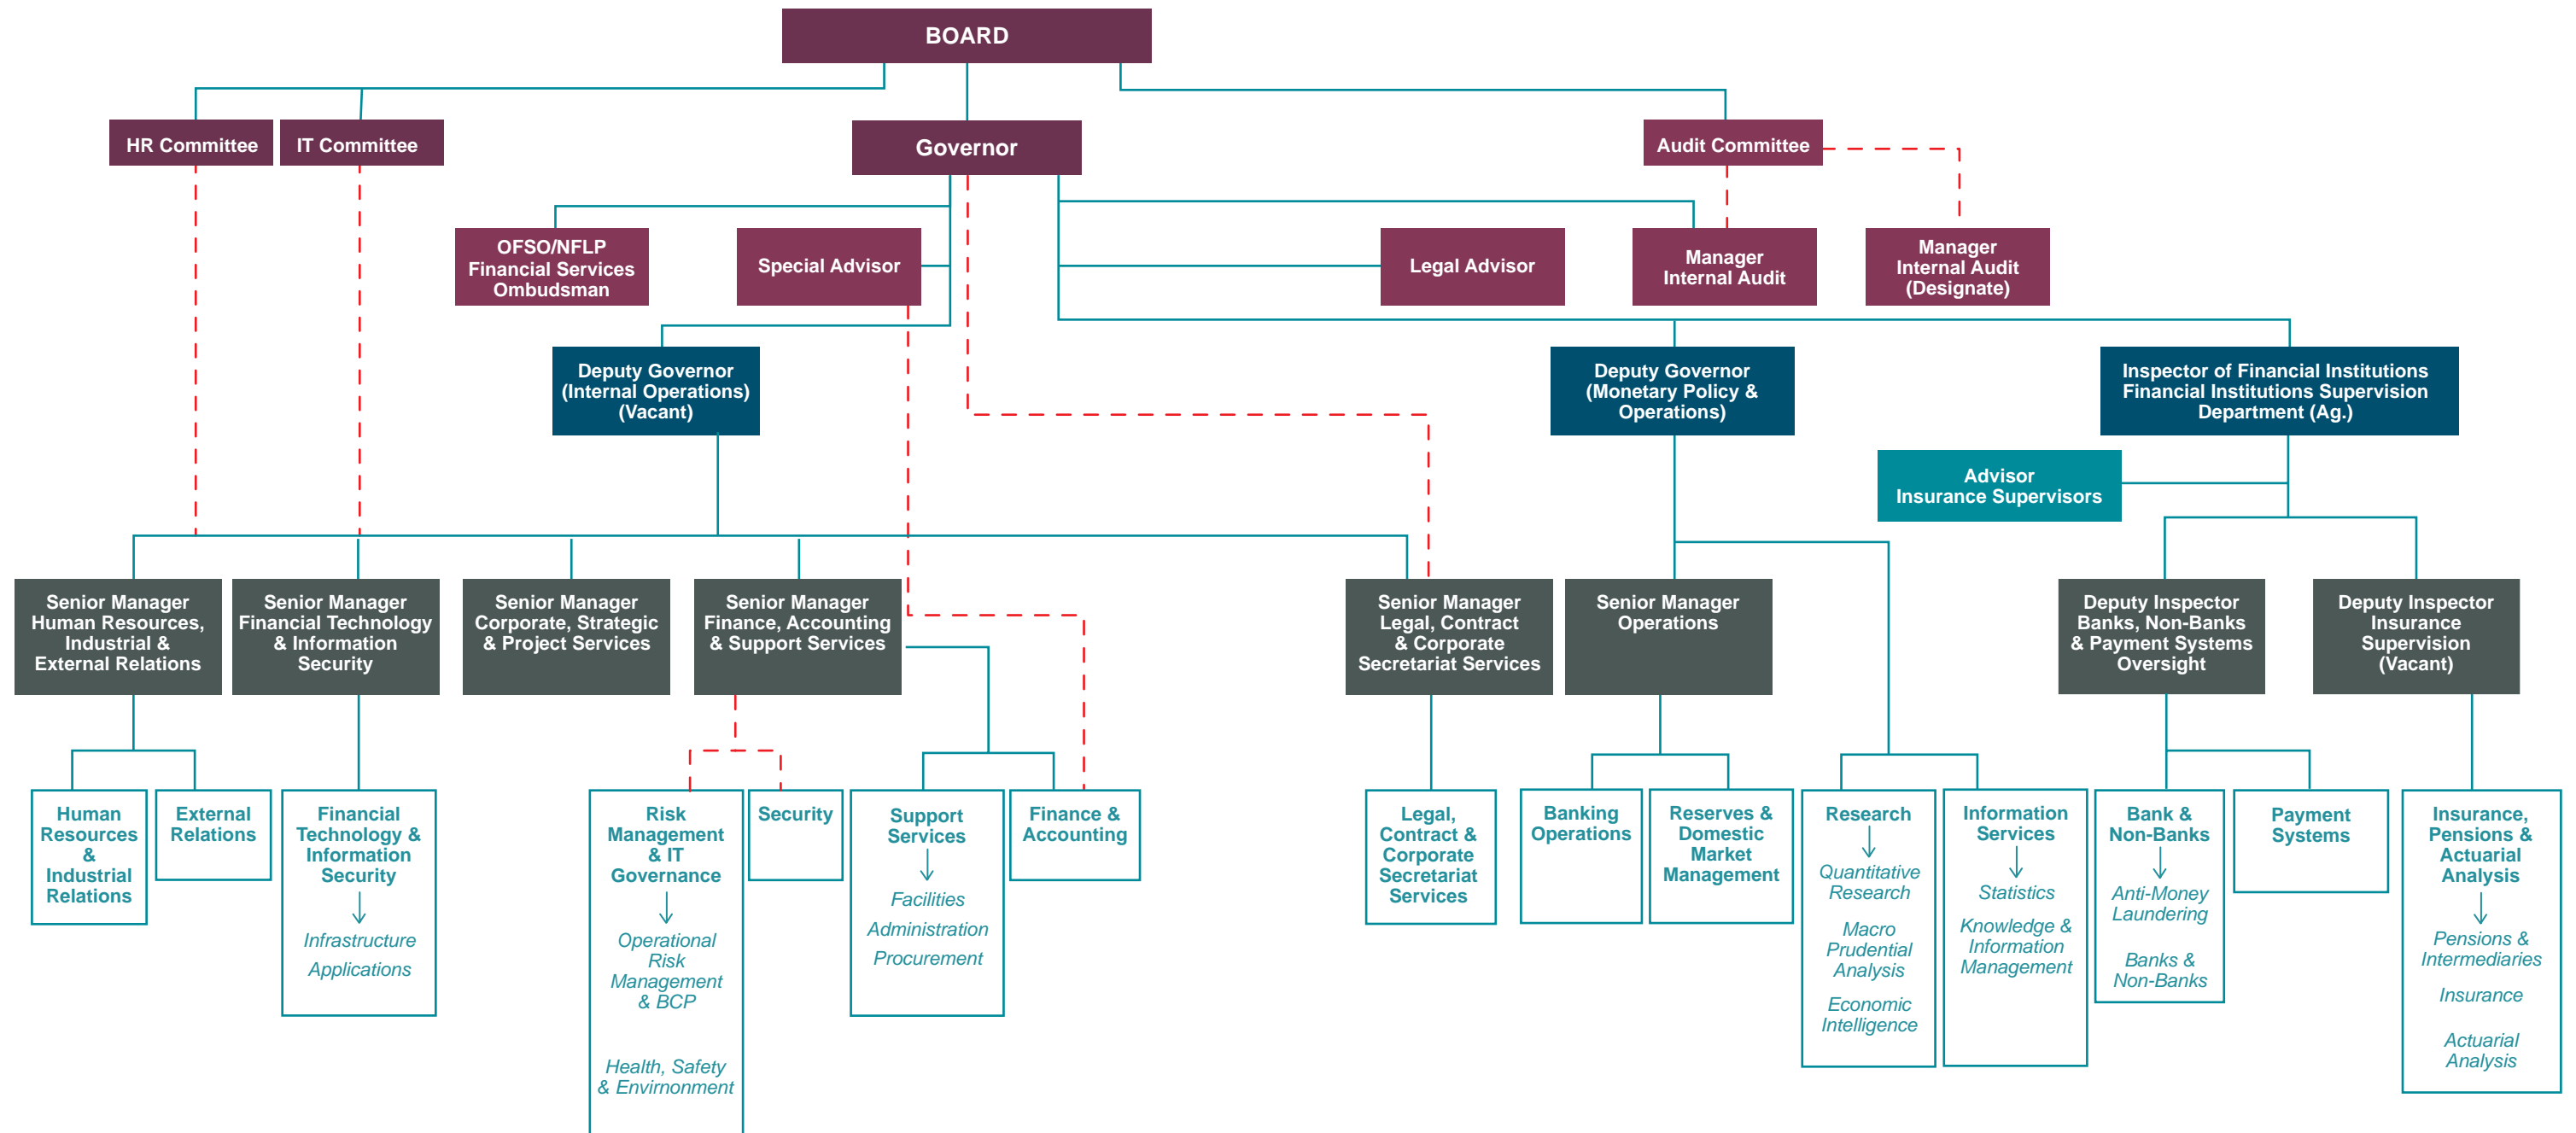 BOARD
HR Committee
IT Committee
Governor
Audit Committee
OFSO/NFLP
Financial Services
Ombudsman
Special Advisor
Legal Advisor
Manager
Internal Audit
Manager
Internal Audit
(Designate)
Deputy Governor
(Internal Operations)
(Vacant)
Deputy Governor
(Monetary Policy &
Operations)
Inspector of Financial Institutions
Financial Institutions Supervision
Department (Ag.)
Advisor
Insurance Supervisors
Senior Manager
Human Resources,
Industrial &
External Relations
Senior Manager
Financial Technology
& Information
Security
Senior Manager
Corporate, Strategic
& Project Services
Senior Manager
Finance, Accounting
& Support Services
Senior Manager
Legal, Contract
& Corporate
Secretariat Services
Senior Manager
Operations
Deputy Inspector
Banks, Non-Banks
& Payment Systems
Oversight
Deputy Inspector
Insurance
Supervision
(Vacant)
Human
Resources
&
Industrial
Relations
External
Relations
Financial
Technology &
Information
Security
Infrastructure
Applications
Risk
Management
& IT
Governance
Operational
Risk
Management
& BCP
Health, Safety
& Envirnonment
Security
Support
Services
Facilities
Administration
Procurement
Finance &
Accounting
Legal,
Contract &
Corporate
Secretariat
Services
Banking
Operations
Reserves &
Domestic
Market
Management
Research
Quantitative
Research
Macro
Prudential
Analysis
Economic
Intelligence
Information
Services
Statistics
Knowledge &
Information
Management
Bank &
Non-Banks
Anti-Money
Laundering
Banks &
Non-Banks
Payment
Systems
Insurance,
Pensions &
Actuarial
Analysis
Pensions &
Intermediaries
Insurance
Actuarial
Analysis